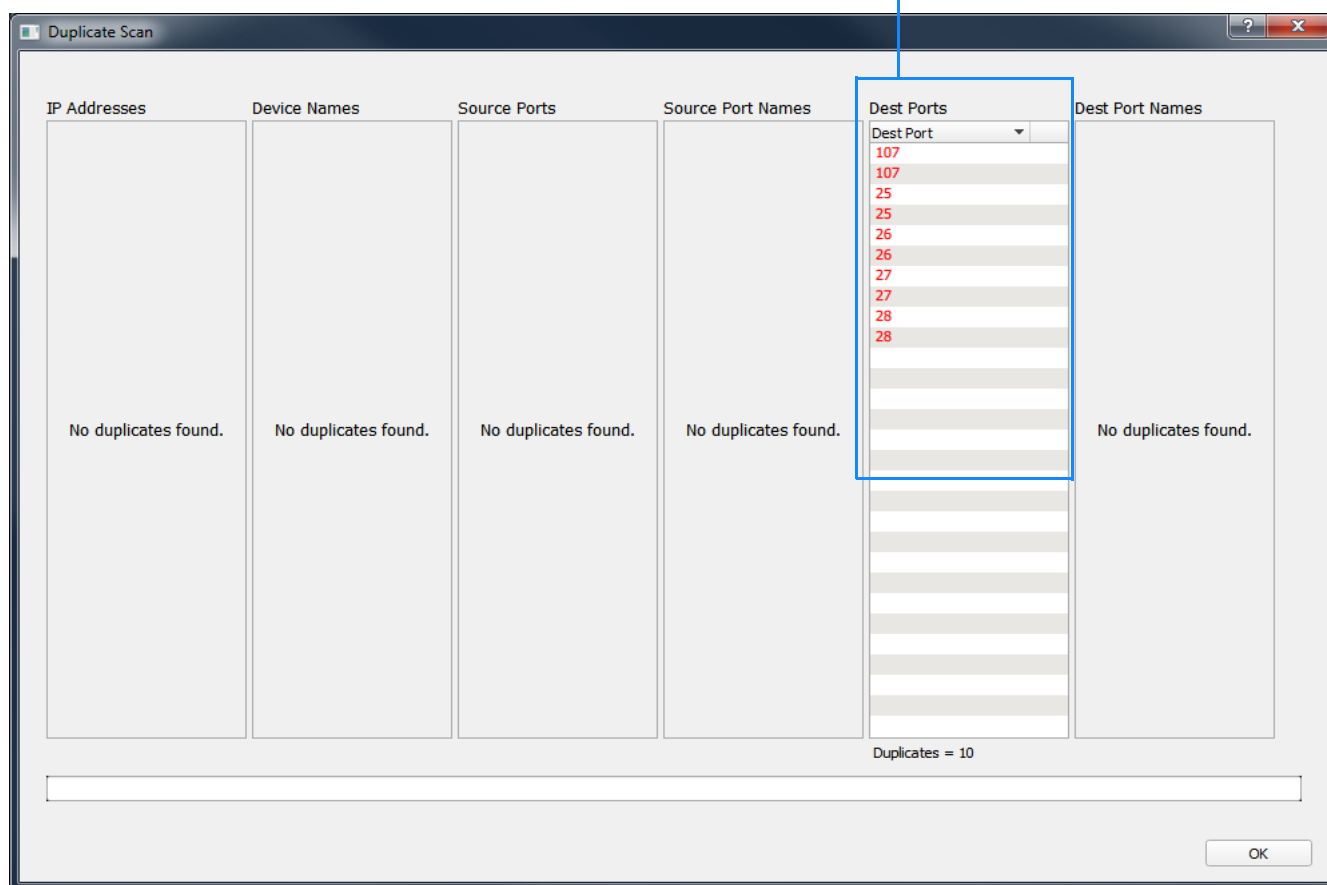 Duplicate Scan
?
X
IP Addresses
Device Names
Source Ports
Source Port Names
Dest Ports
Dest Port Names
Dest Port
107
107
25
25
26
26
27
27
28
28
No duplicates found.
No duplicates found.
No duplicates found.
No duplicates found.
No duplicates found.
Duplicates = 10
OK